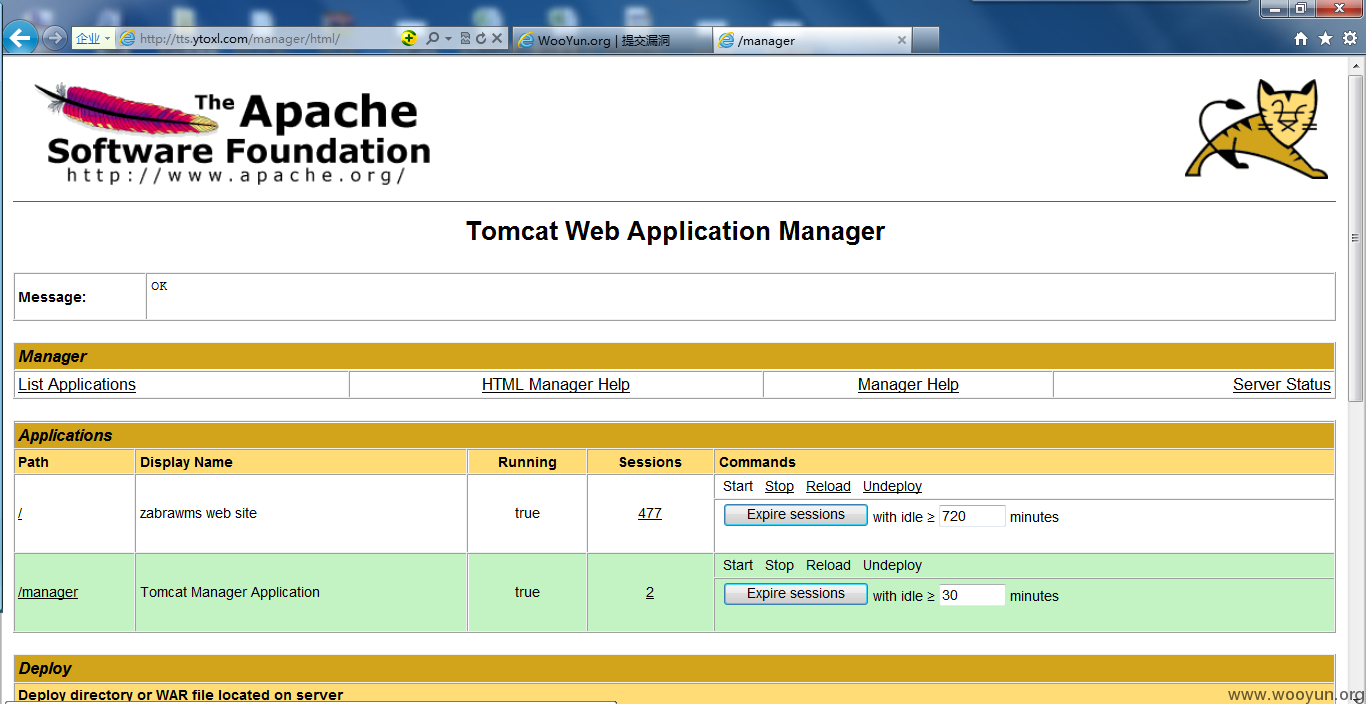 企业 http://tts.ytoxl.com/manager/html/ WooYun.org | 提交漏洞 /manager
The Apache
Software Foundation
http://www.apache.org/
Tomcat Web Application Manager
Message: OK
Manager
List Applications HTML Manager Help Manager Help Server Status
Applications
Path Display Name Running Sessions Commands
Start Stop Reload Undeploy
/ zabrawms web site true 477
Expire sessions with idle ≥ 720 minutes
Start Stop Reload Undeploy
/manager Tomcat Manager Application true 2
Expire sessions with idle ≥ 30 minutes
Deploy
Deploy directory or WAR file located on server
www.wooyun.org